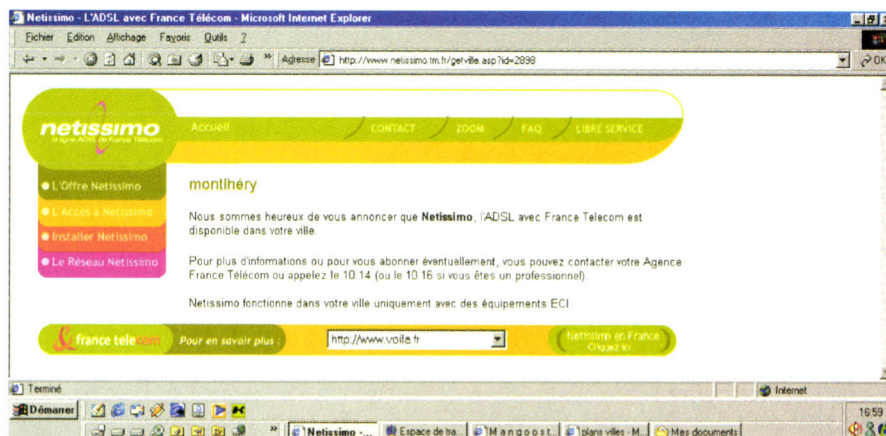 Netissimo - L'ADSL avec France Télécom - Microsoft Internet Explorer
Fichier Edition Affichage Favoris Outils ?
Adresse http://www.netissimo.tm.fr/getville.asp?id=2898 OK
netissimo
la ligne ADSL de France Télécom
Accueil CONTACT ZOOM FAQ LIBRE SERVICE
L'Offre Netissimo
L'Accès à Netissimo
Installer Netissimo
Le Réseau Netissimo
montlhéry
Nous sommes heureux de vous annoncer que Netissimo, l'ADSL avec France Telecom est
disponible dans votre ville.
Pour plus d'informations ou pour vous abonner éventuellement, vous pouvez contacter votre Agence
France Télécom ou appelez le 10 14 (ou le 10 16 si vous êtes un professionnel).
Netissimo fonctionne dans votre ville uniquement avec des équipements ECI
france telecom Pour en savoir plus : http://www.voila.fr Netissimo en France
Cliquez ici
Terminé Internet
Démarrer 16:59
Netissimo -... Espace de tra... Mangoost... plans villes - M... Mes documents